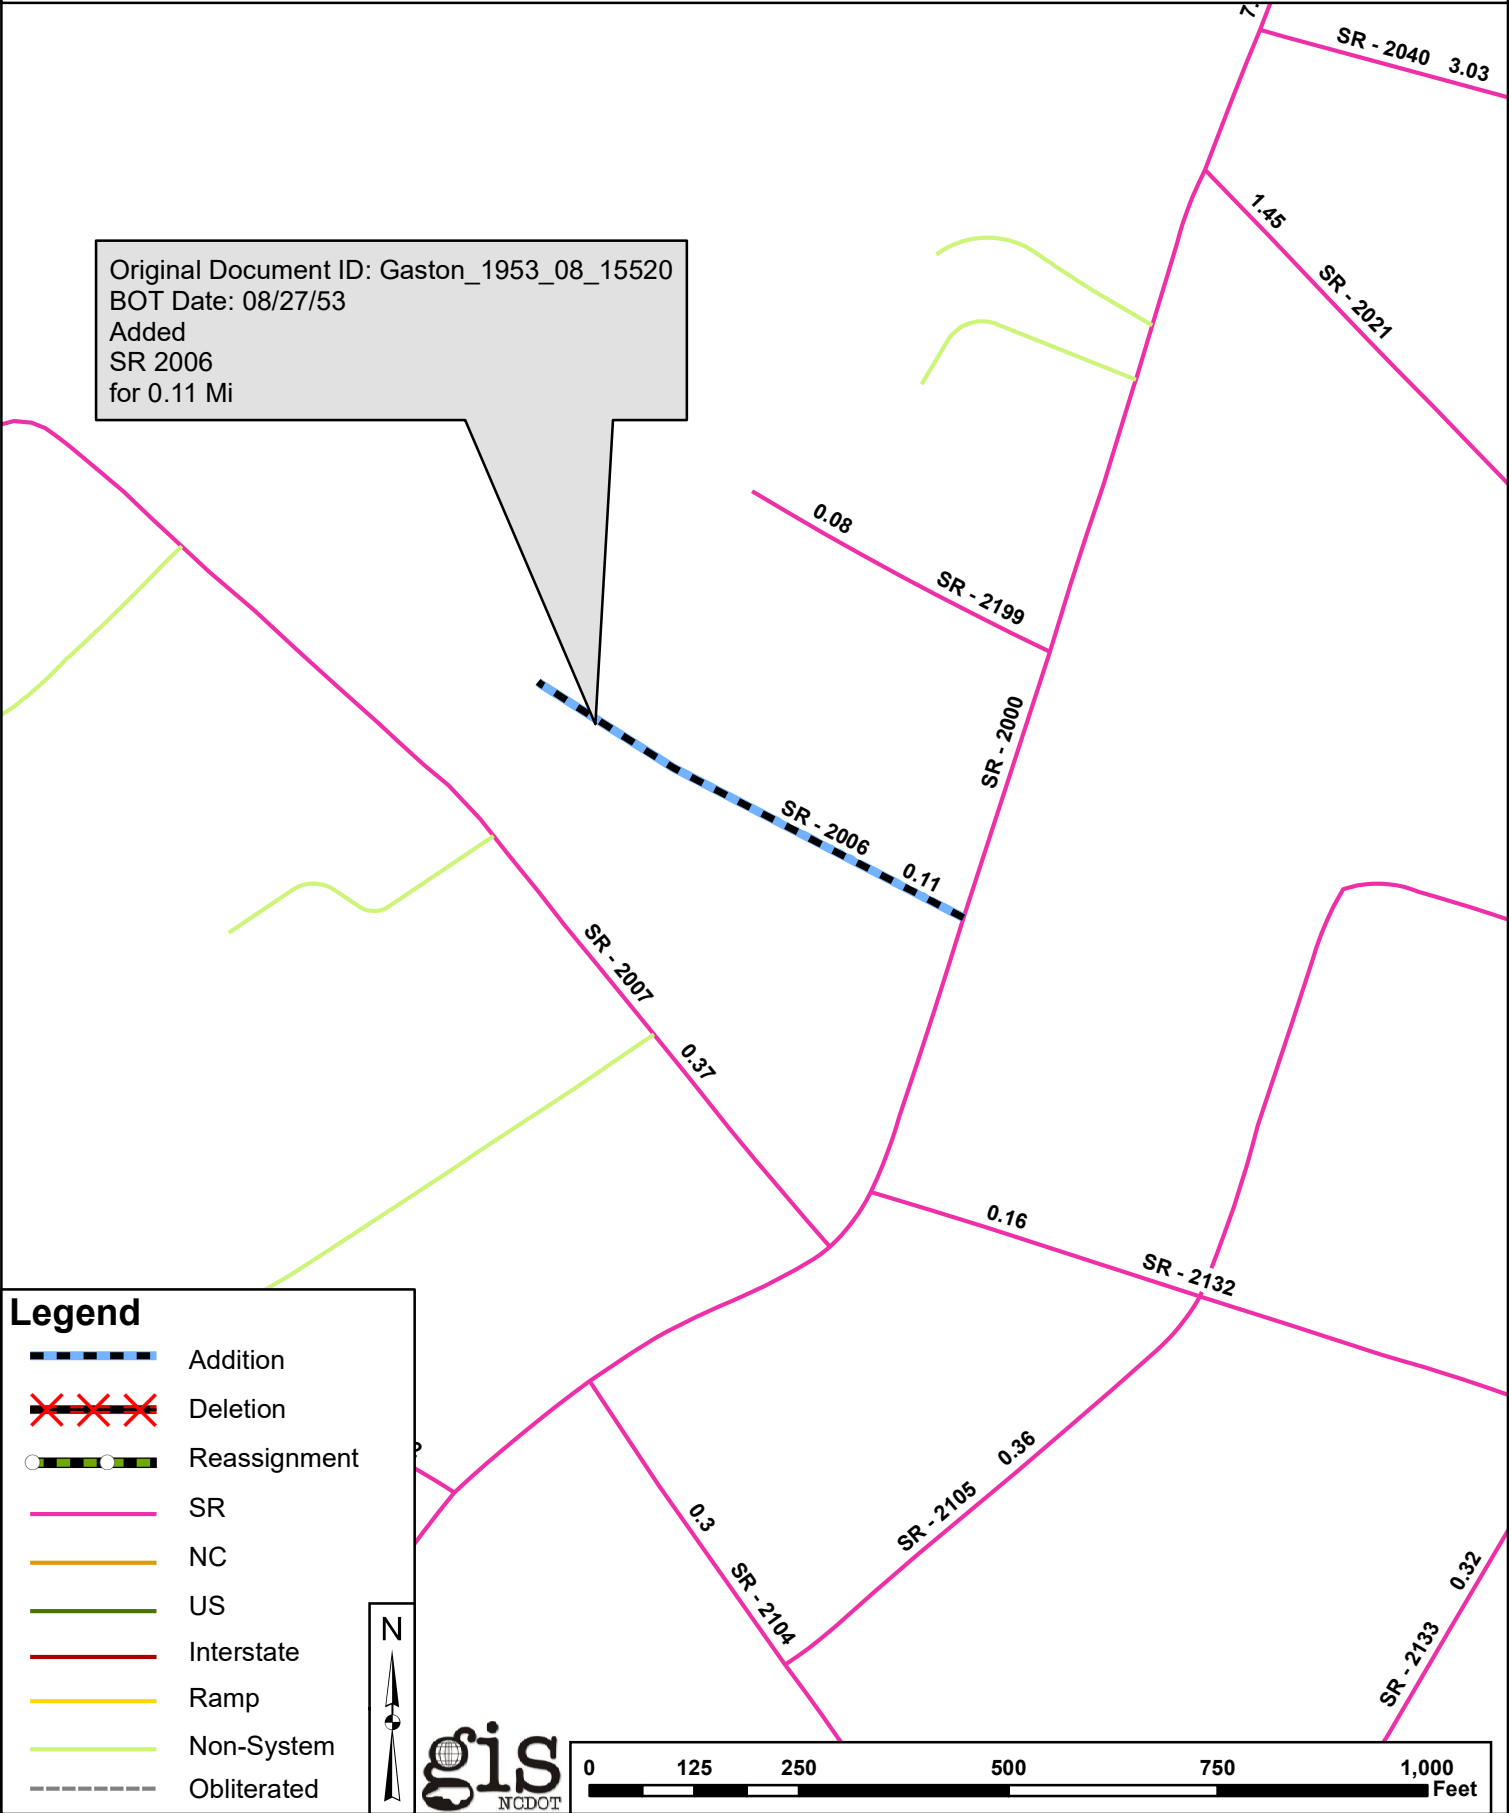 7.
SR - 2040 3.03
1.45
SR - 2021
Original Document ID: Gaston_1953_08_15520
BOT Date: 08/27/53
Added
SR 2006
for 0.11 Mi
0.08
SR - 2199
SR - 2000
SR - 2006 0.11
SR - 2007
0.37
0.16
SR - 2132
0.36
SR - 2105
0.3
SR - 2104
0.32
SR - 2133
Legend
Addition
Deletion
Reassignment
SR
NC
US
Interstate
Ramp
Non-System
Obliterated
N
gis
NCDOT
0 125 250 500 750 1,000
Feet